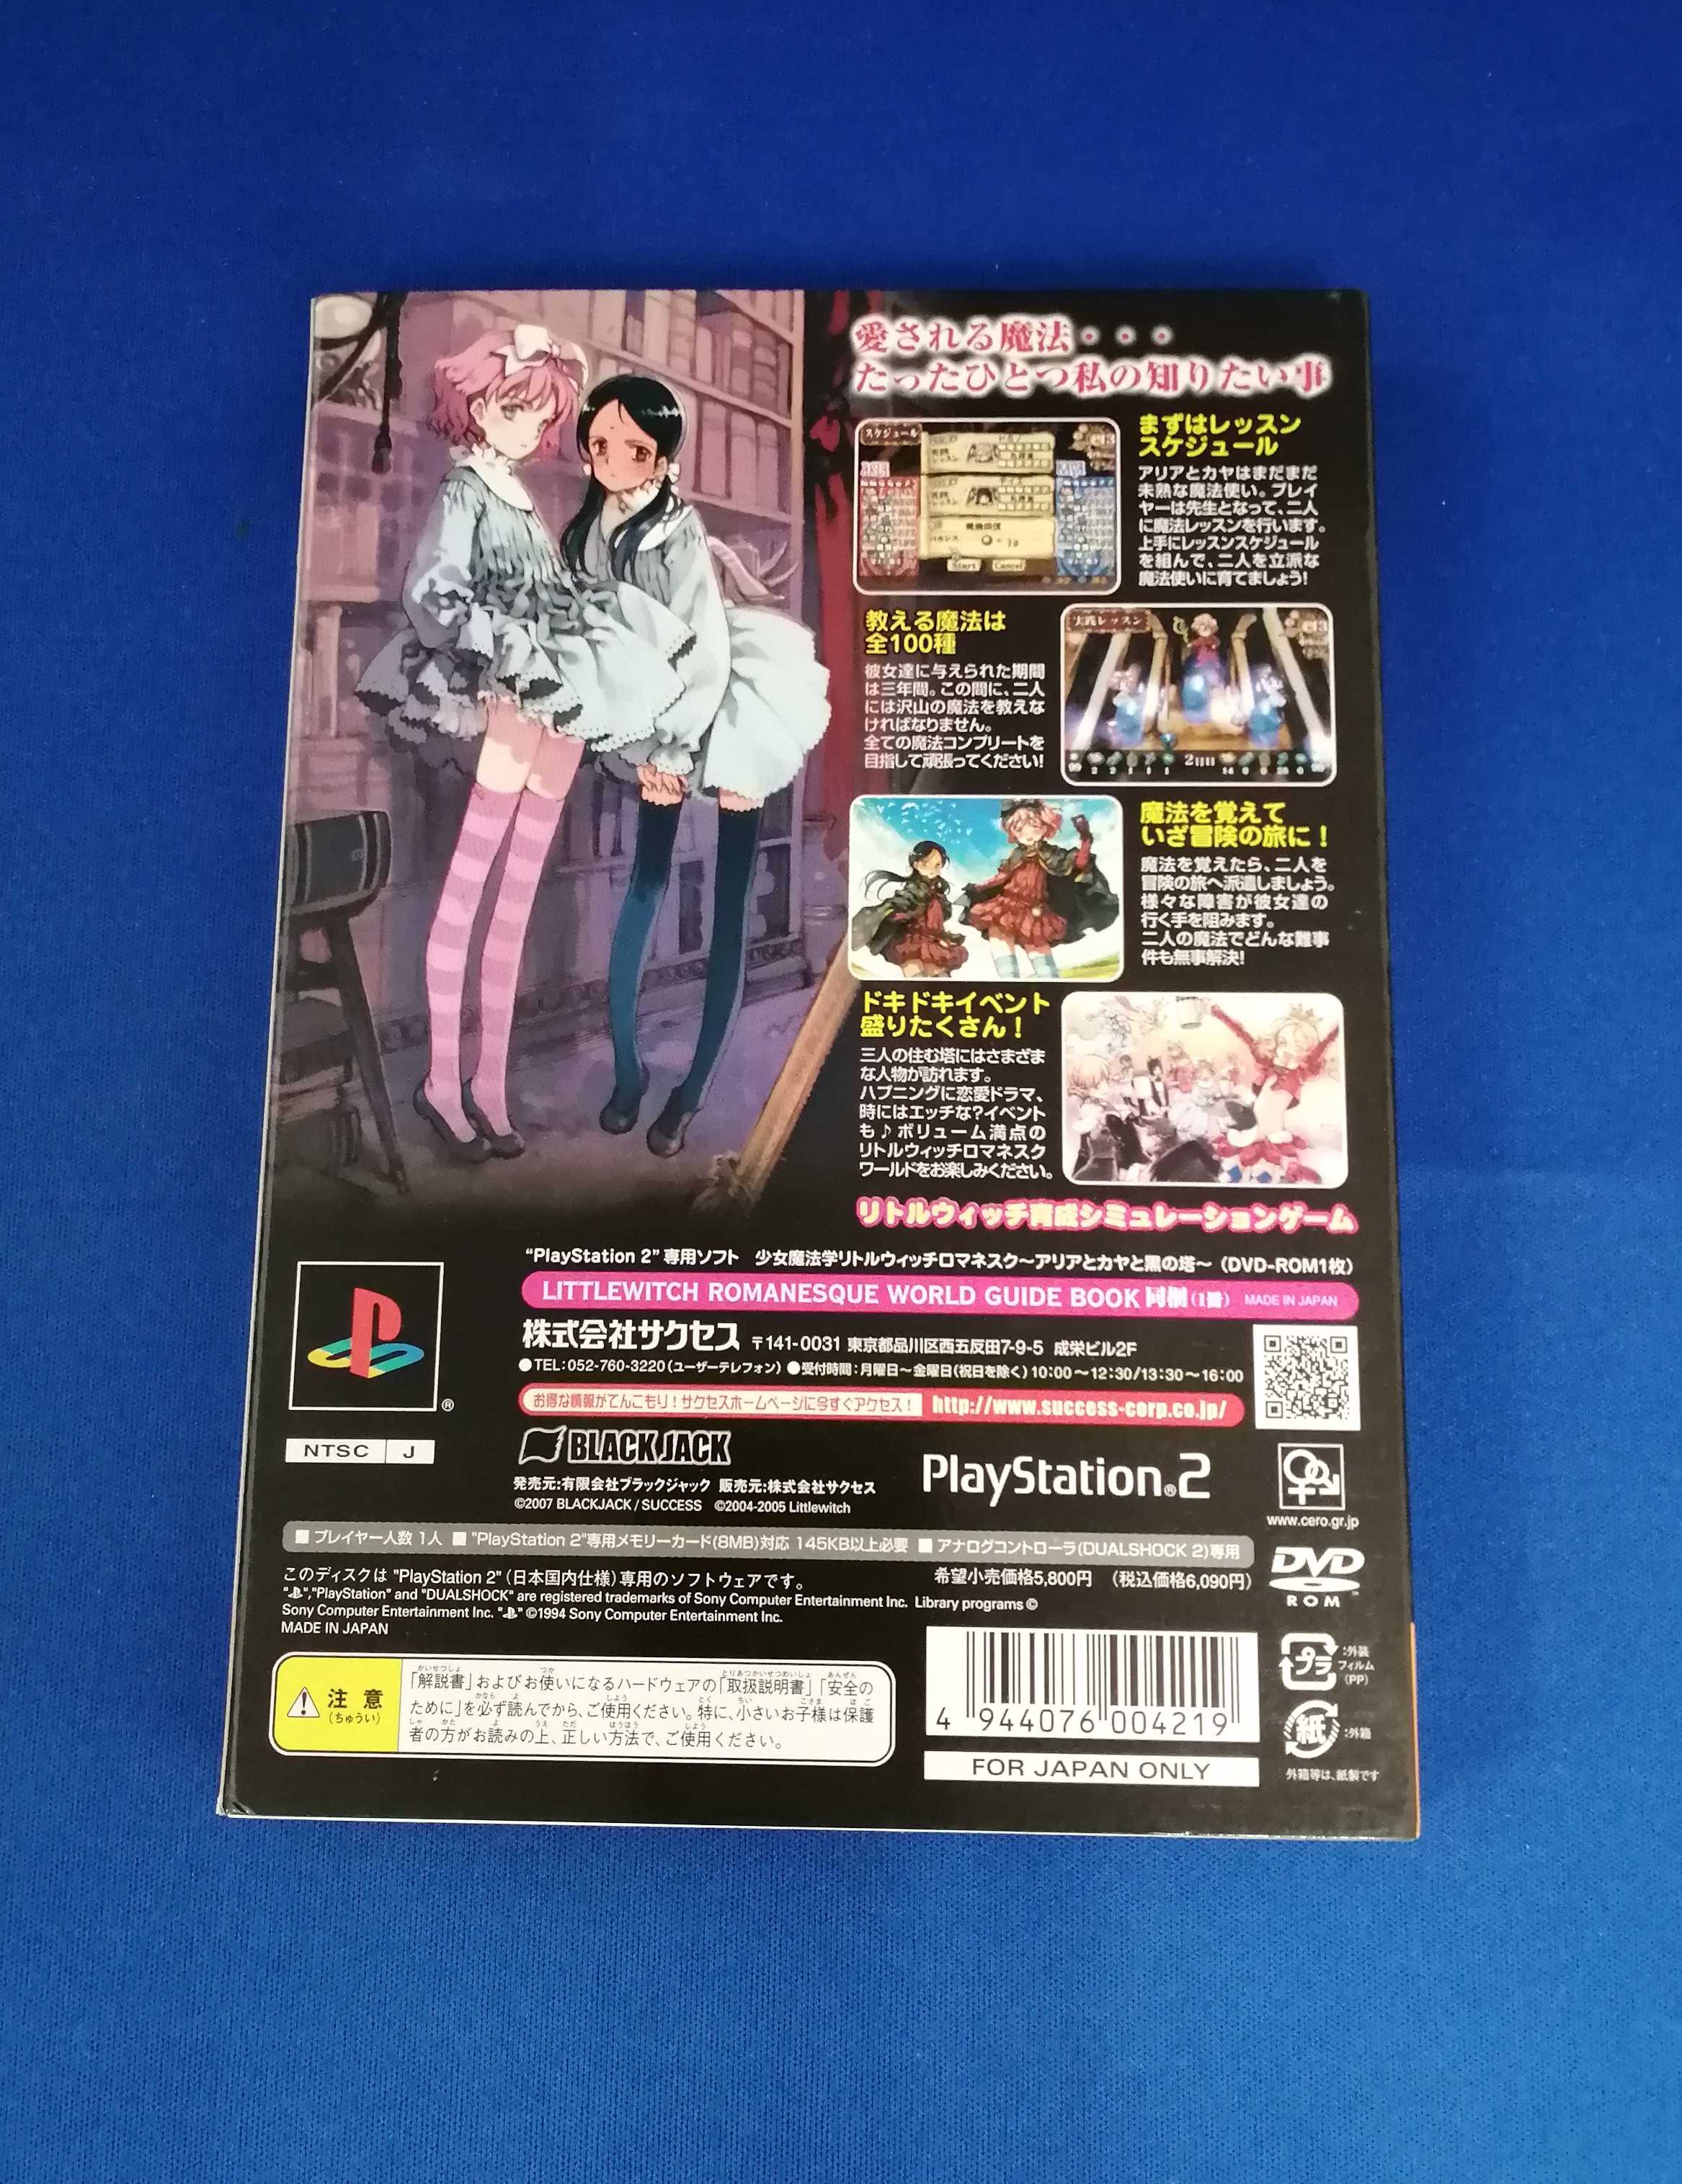 愛される魔法・・・
たったひとつ私の知りたい事
まずはレッスン
スケジュール
アリアとカヤはまだまだ
未熟な魔法使い。プレイ
ヤーは先生となって、二人
に魔法レッスンを行います。
上手にレッスンスケジュール
を組んで、二人を立派な
魔法使いに育てましょう!
スケジュール
Start
Cancel
教える魔法は
全100種
彼女達に与えられた期間
は三年間。この間に、二人
には沢山の魔法を教えな
ければなりません。
全ての魔法コンプリートを
目指して頑張ってください!
実践レッスン
魔法を覚えて
いざ冒険の旅に!
魔法を覚えたら、二人を
冒険の旅へ派遣しましょう。
様々な障害が彼女達の
行く手を阻みます。
二人の魔法でどんな難事
件も無事解決!
ドキドキイベント
盛りたくさん!
三人の住む塔にはさまざま
な人物が訪れます。
ハプニングに恋愛ドラマ、
時にはエッチな?イベント
も♪ボリューム満点の
リトルウィッチロマネスク
ワールドをお楽しみください。
リトルウィッチ育成シミュレーションゲーム
"PlayStation 2"専用ソフト 少女魔法学リトルウィッチロマネスク〜アリアとカヤと黒の塔〜(DVD-ROM1枚)
LITTLEWITCH ROMANESQUE WORLD GUIDE BOOK 同梱(1冊) MADE IN JAPAN
株式会社サクセス 〒141-0031 東京都品川区西五反田7-9-5 成栄ビル2F
●TEL:052-760-3220(ユーザーテレフォン) ●受付時間:月曜日〜金曜日(祝日を除く)10:00〜12:30/13:30〜16:00
お得な情報がてんこもり!サクセスホームページに今すぐアクセス! http://www.success-corp.co.jp/
®
NTSC J
BLACK JACK
発売元:有限会社ブラックジャック 販売元:株式会社サクセス
©2007 BLACKJACK / SUCCESS ©2004-2005 Littlewitch
PlayStation®2
www.cero.gr.jp
■ プレイヤー人数 1人 ■ "PlayStation 2"専用メモリーカード(8MB)対応 145KB以上必要 ■ アナログコントローラ(DUALSHOCK 2)専用
DVD
ROM
このディスクは "PlayStation 2"(日本国内仕様)専用のソフトウェアです。
希望小売価格5,800円 (税込価格6,090円)
" ","PlayStation" and "DUALSHOCK" are registered trademarks of Sony Computer Entertainment Inc. Library programs ©
Sony Computer Entertainment Inc. " " ©1994 Sony Computer Entertainment Inc.
MADE IN JAPAN
注意
(ちゅうい)
「解説書」およびお使いになるハードウェアの「取扱説明書」「安全の
ために」を必ず読んでから、ご使用ください。特に、小さいお子様は保護
者の方がお読みの上、正しい方法で、ご使用ください。
4 944076 004219
FOR JAPAN ONLY
プラ
:外装
フィルム
(PP)
紙
:外箱
外箱等は、紙製です